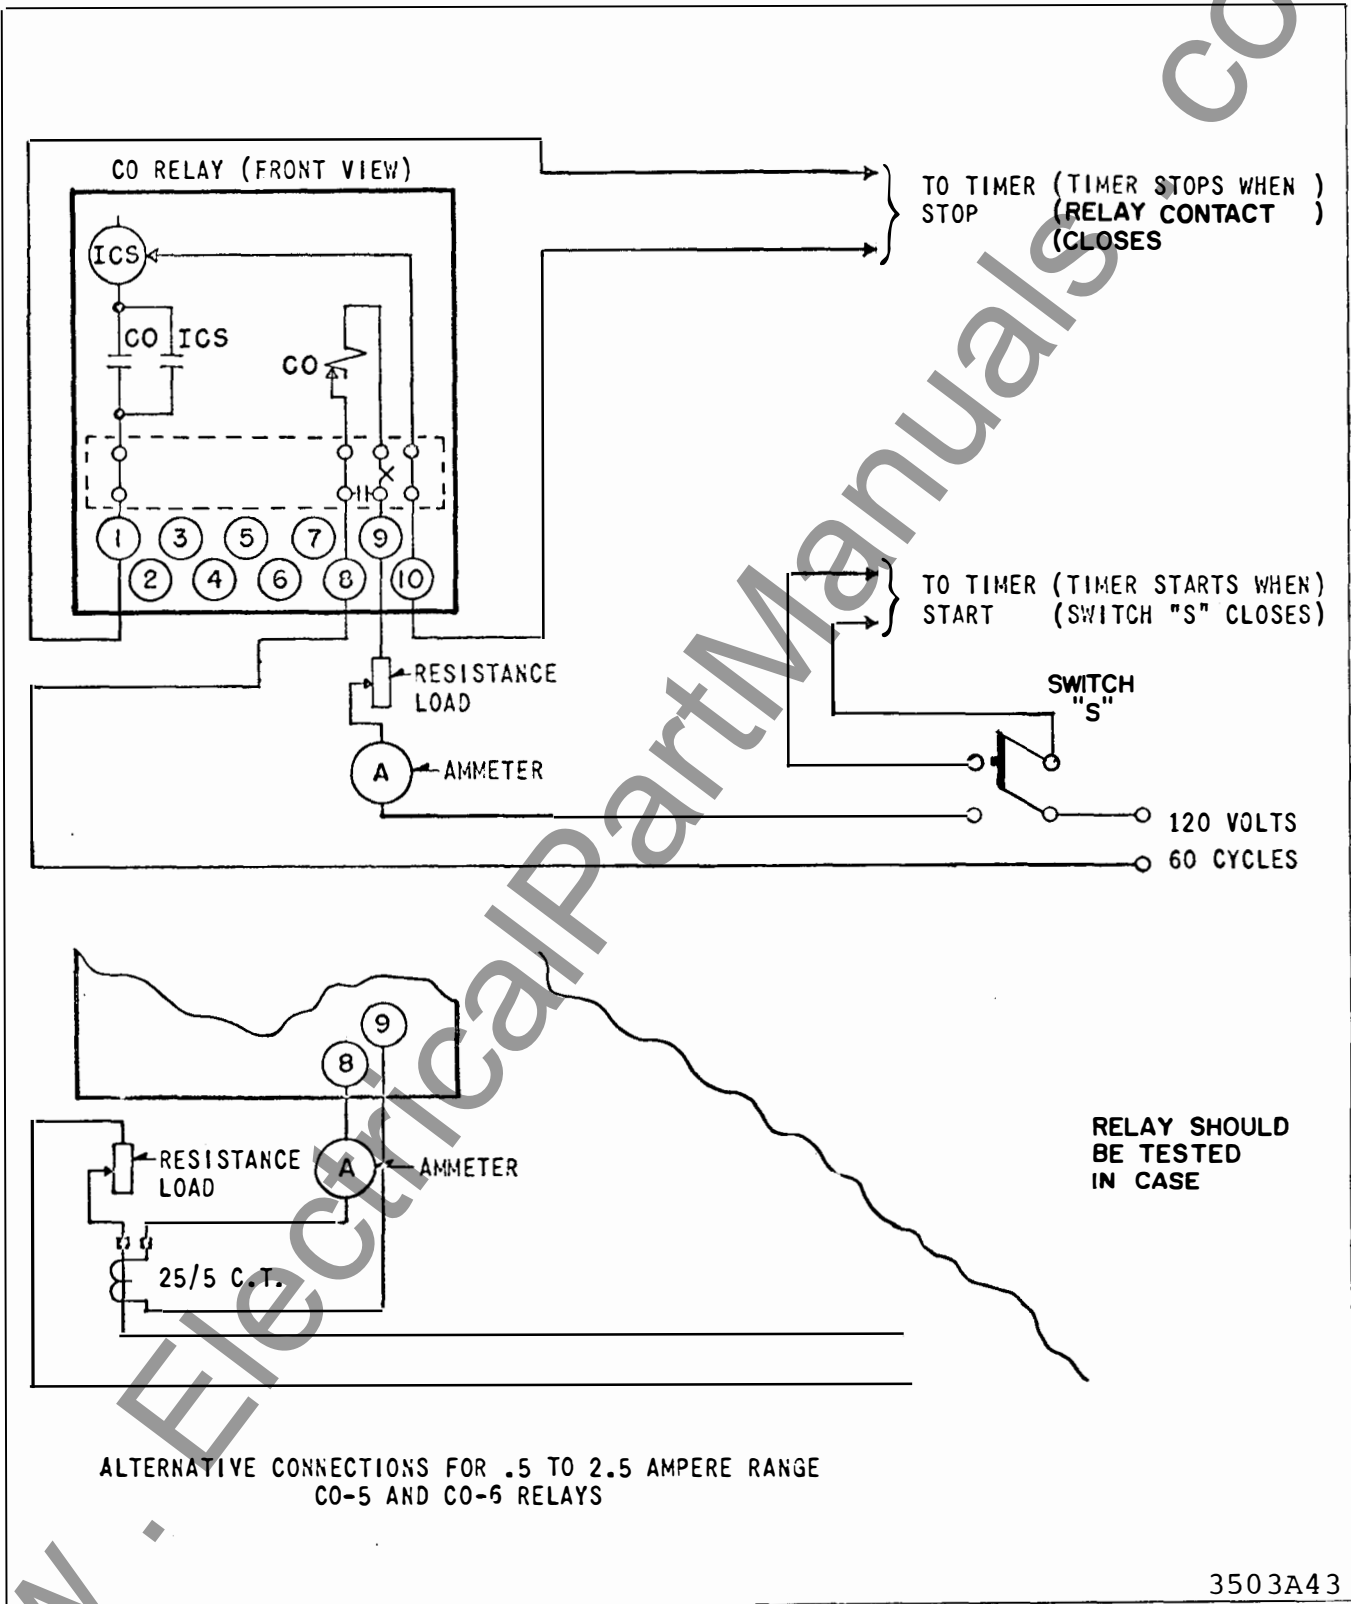 CO RELAY (FRONT VIEW)
TO TIMER (TIMER STOPS WHEN )
STOP (RELAY CONTACT )
(CLOSES
ICS
CO ICS
CO
1 3 5 7 9
2 4 6 8 10
TO TIMER (TIMER STARTS WHEN)
START (SWITCH "S" CLOSES)
RESISTANCE
LOAD
SWITCH
"S"
A
AMMETER
120 VOLTS
60 CYCLES
9
8
RESISTANCE
LOAD
A
AMMETER
25/5 C.T.
RELAY SHOULD
BE TESTED
IN CASE
ALTERNATIVE CONNECTIONS FOR .5 TO 2.5 AMPERE RANGE
CO-5 AND CO-6 RELAYS
3503A43
w . ElectricalPartManuals . co